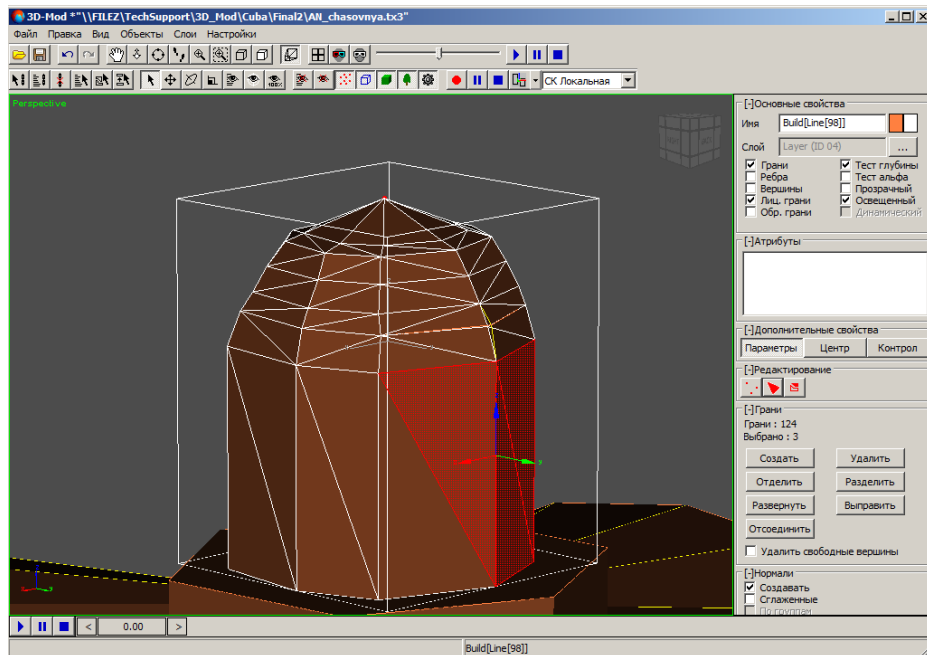 3D-Mod *"\\FILEZ\TechSupport\3D_Mod\Cuba\Final2\AN_chasovnya.tx3"
Файл Правка Вид Объекты Слои Настройки
100%
СК Локальная
Perspective
[-]Основные свойства
Имя Build[Line[98]]
Слой Layer (ID 04) ...
Грани Тест глубины
Ребра Тест альфа
Вершины Прозрачный
Лиц. грани Освещенный
Обр. грани Динамический
[-]Атрибуты
[-]Дополнительные свойства
Параметры Центр Контрол
[-]Редактирование
[-]Грани
Грани : 124
Выбрано : 3
Создать Удалить
Отделить Разделить
Развернуть Выправить
Отсоединить
Удалить свободные вершины
[-]Нормали
Создавать
Сглаженные
По группам
< 0.00 >
Build[Line[98]]